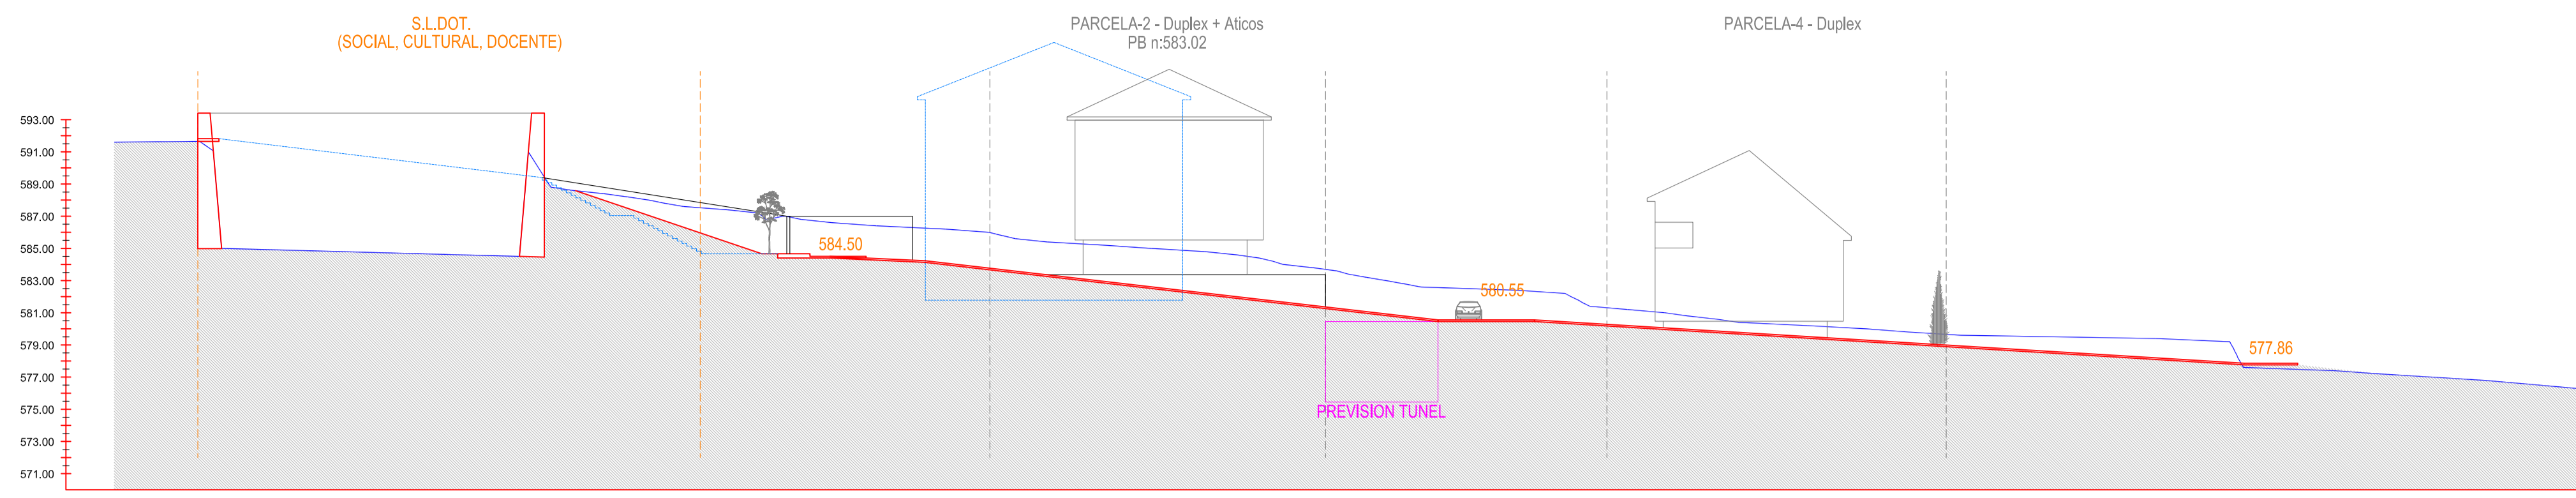 S.L.DOT.
(SOCIAL, CULTURAL, DOCENTE)
PARCELA-2 - Duplex + Aticos
PB n:583.02
PARCELA-4 - Duplex
593.00
591.00
589.00
587.00
585.00
583.00
581.00
579.00
577.00
575.00
573.00
571.00
584.50
580.55
577.86
PREVISION TUNEL